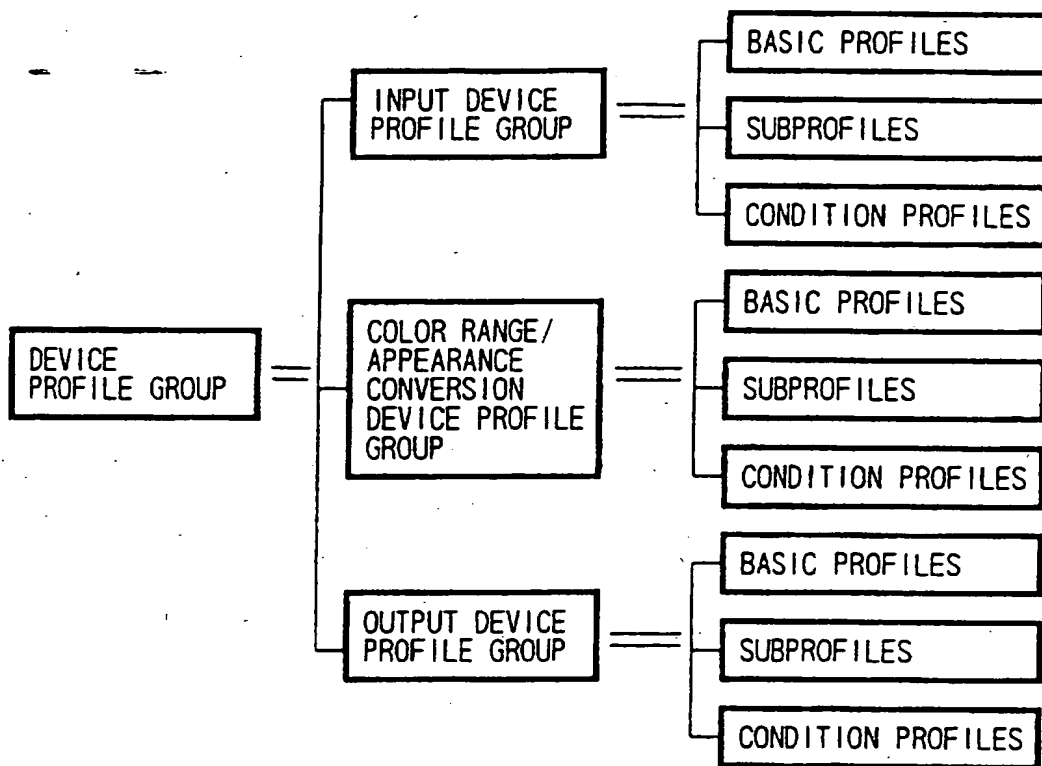 DEVICE
PROFILE GROUP
INPUT DEVICE
PROFILE GROUP
BASIC PROFILES
SUBPROFILES
CONDITION PROFILES
COLOR RANGE/
APPEARANCE
CONVERSION
DEVICE PROFILE
GROUP
BASIC PROFILES
SUBPROFILES
CONDITION PROFILES
OUTPUT DEVICE
PROFILE GROUP
BASIC PROFILES
SUBPROFILES
CONDITION PROFILES